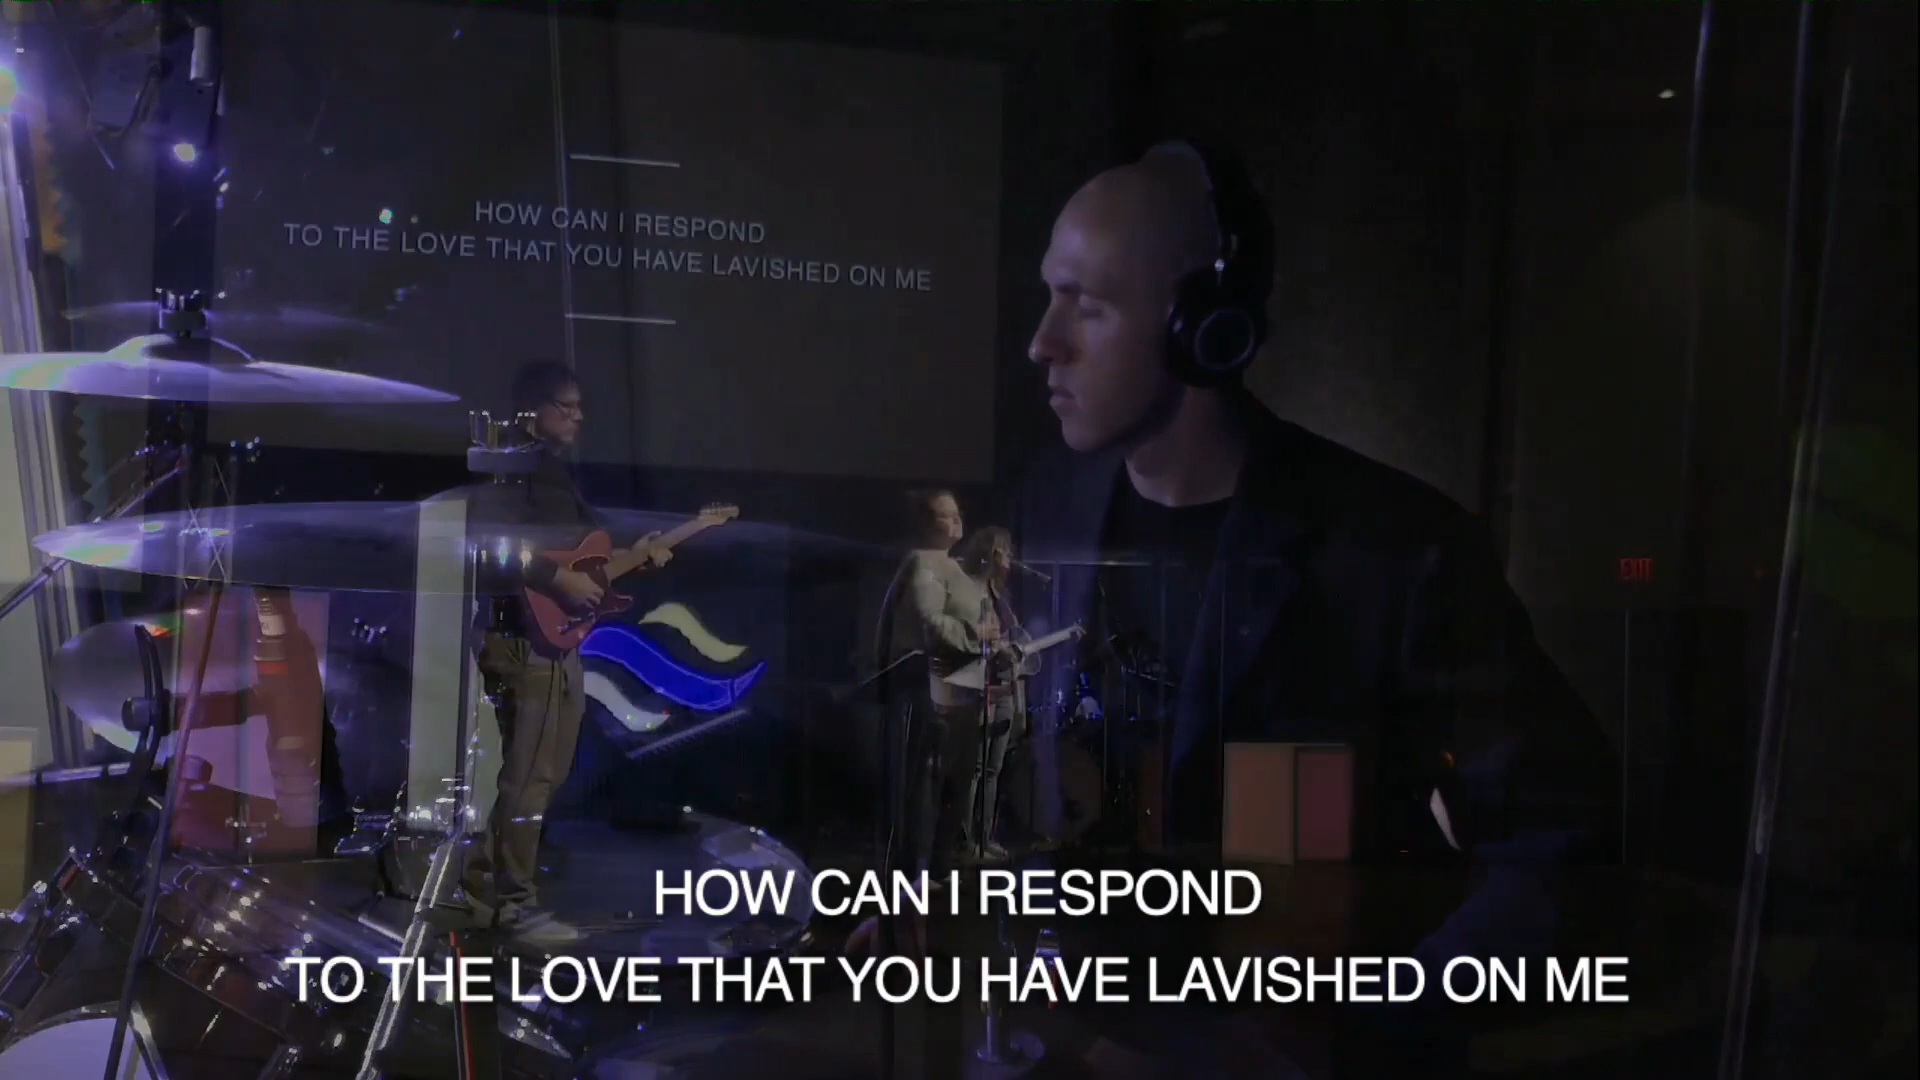 HOW CAN I RESPOND
TO THE LOVE THAT YOU HAVE LAVISHED ON ME
EXIT
HOW CAN I RESPOND
TO THE LOVE THAT YOU HAVE LAVISHED ON ME